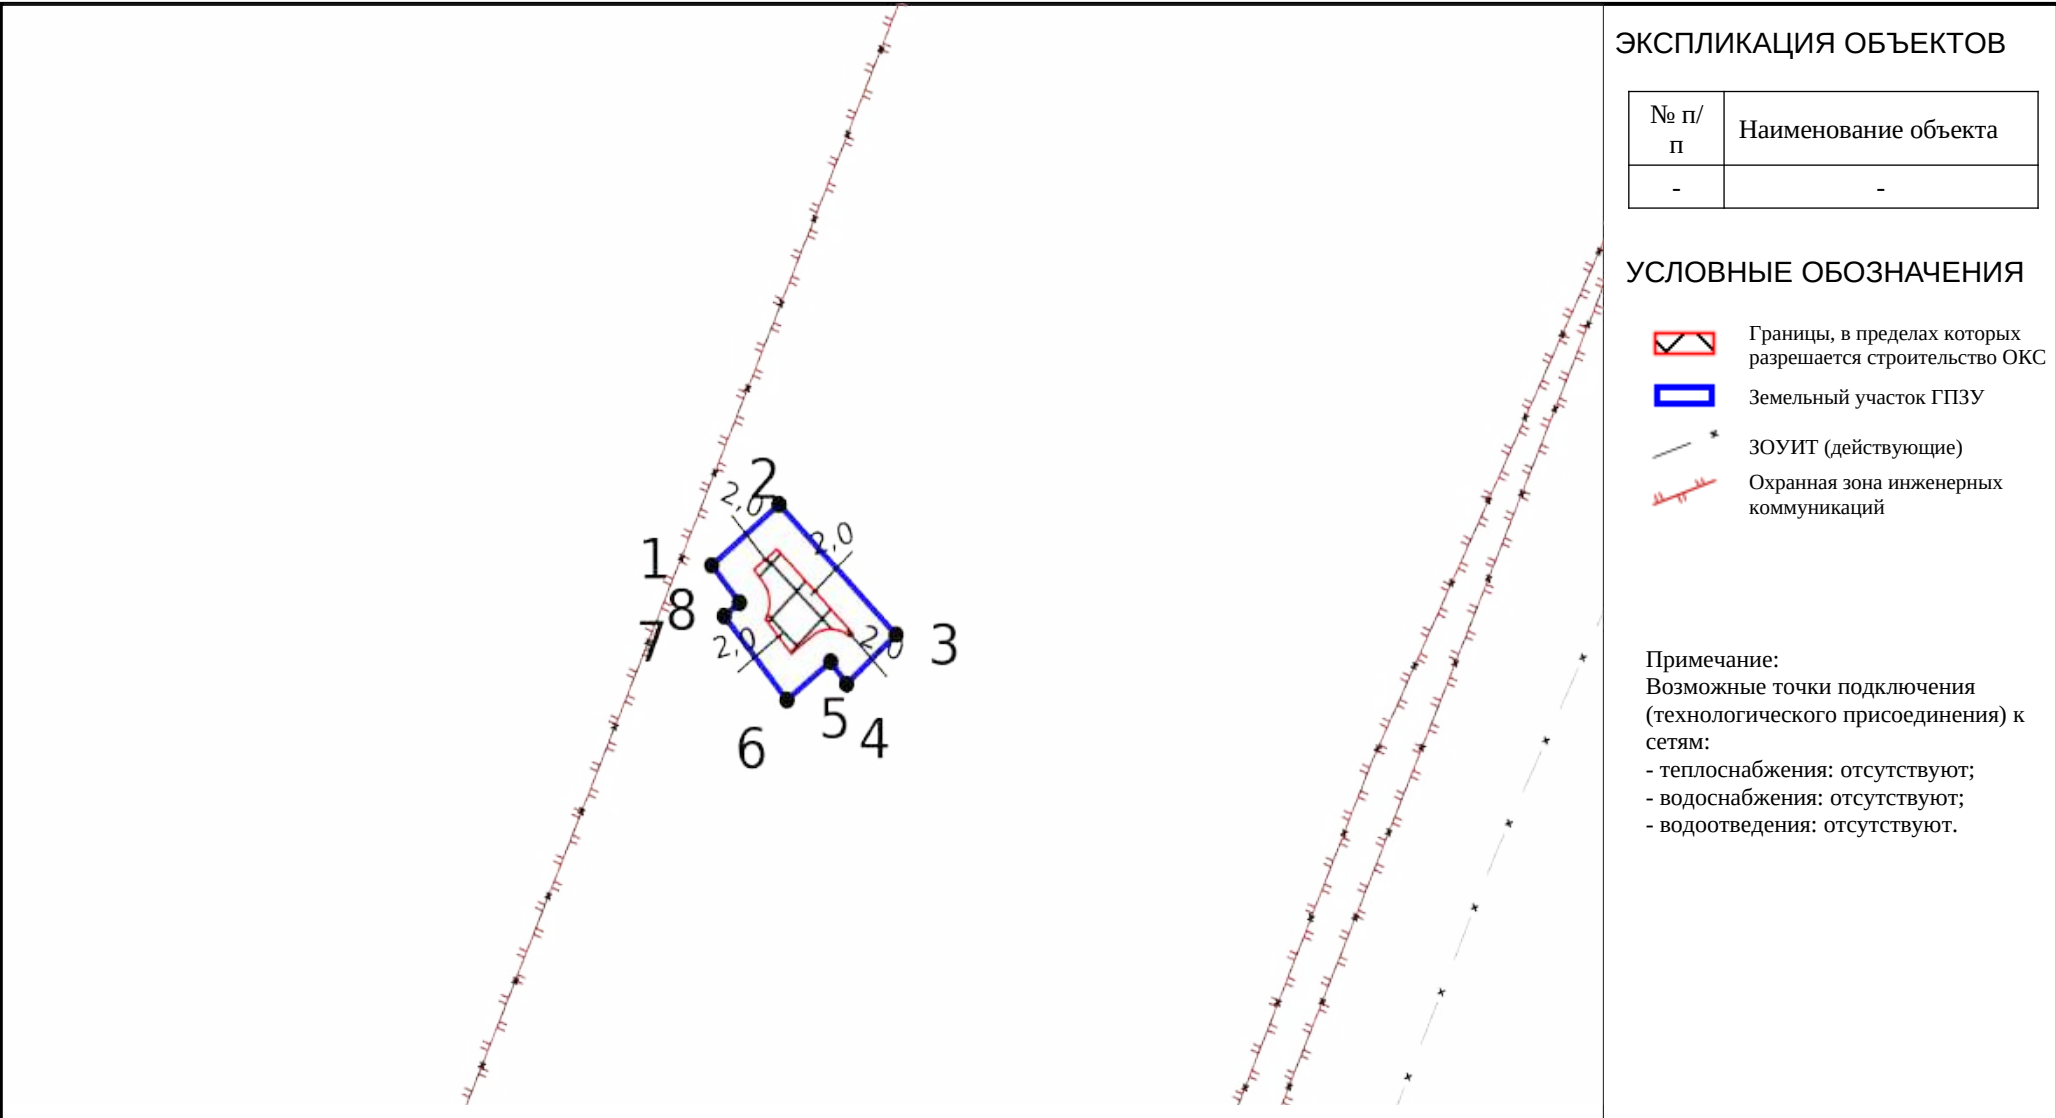 2
2,0
2,0
1
8
7
2,0
2,0
3
5
4
6
ЭКСПЛИКАЦИЯ ОБЪЕКТОВ
№ п/
п
Наименование объекта
-
-
УСЛОВНЫЕ ОБОЗНАЧЕНИЯ
Границы, в пределах которых
разрешается строительство ОКС
Земельный участок ГПЗУ
ЗОУИТ (действующие)
Охранная зона инженерных
коммуникаций
Примечание:
Возможные точки подключения
(технологического присоединения) к
сетям:
- теплоснабжения: отсутствуют;
- водоснабжения: отсутствуют;
- водоотведения: отсутствуют.